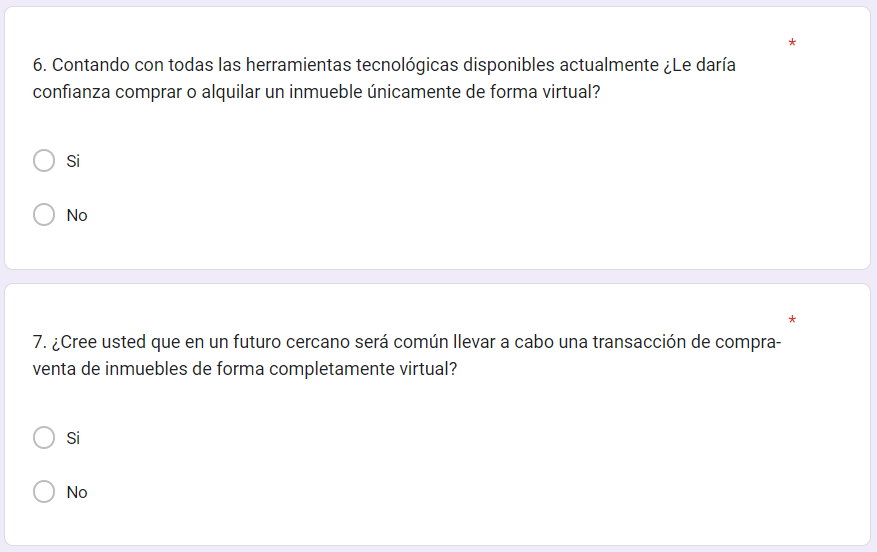 *
6. Contando con todas las herramientas tecnológicas disponibles actualmente ¿Le daría
confianza comprar o alquilar un inmueble únicamente de forma virtual?
Si
No
*
7. ¿Cree usted que en un futuro cercano será común llevar a cabo una transacción de compra-
venta de inmuebles de forma completamente virtual?
Si
No